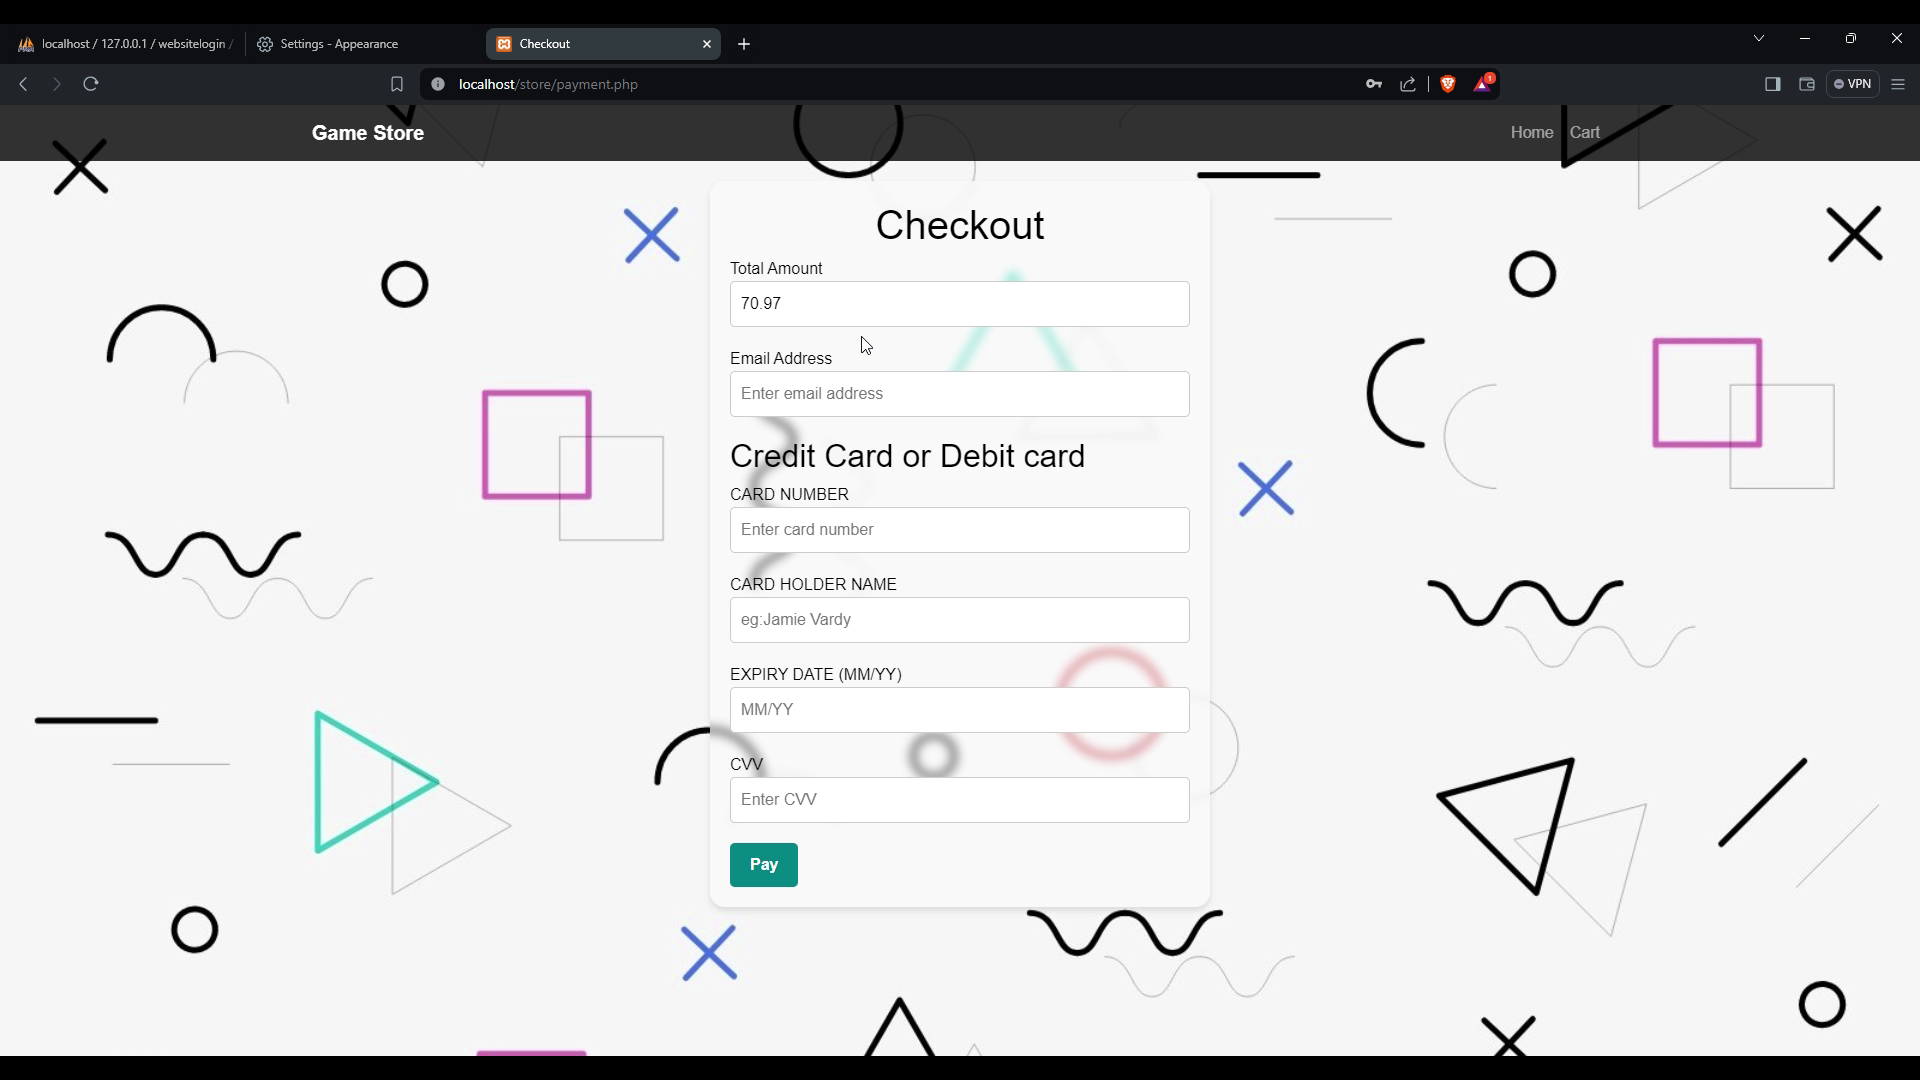 localhost / 127.0.0.1 / websitelogin /
Settings - Appearance
Checkout
localhost/store/payment.php
1
VPN
Game Store
Home
Cart
Checkout
Total Amount
70.97
Email Address
Enter email address
Credit Card or Debit card
CARD NUMBER
Enter card number
CARD HOLDER NAME
eg:Jamie Vardy
EXPIRY DATE (MM/YY)
MM/YY
CVV
Enter CVV
Pay